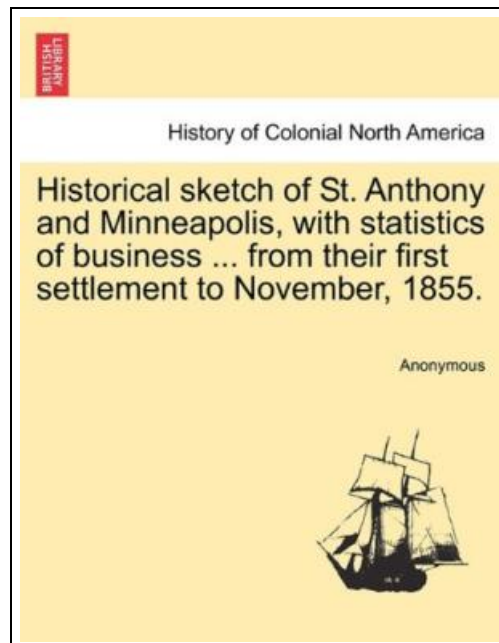 BRITISH
LIBRARY
History of Colonial North America
Historical sketch of St. Anthony
and Minneapolis, with statistics
of business ... from their first
settlement to November, 1855.
Anonymous